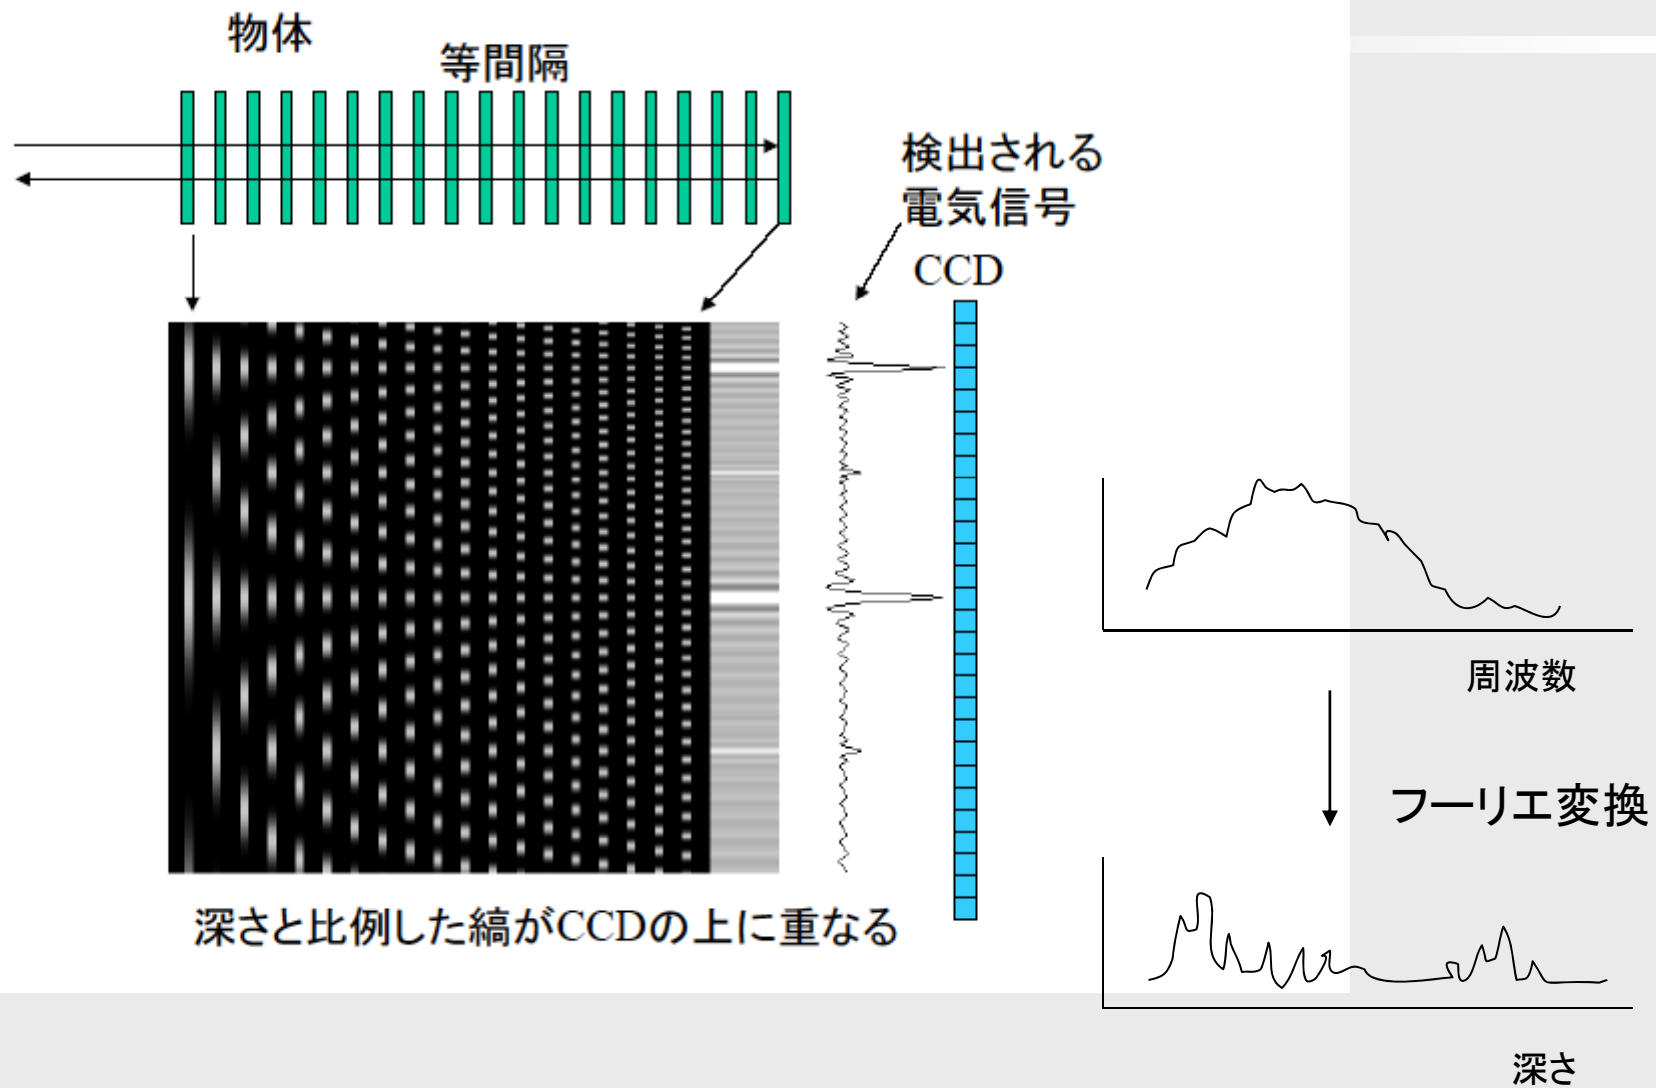 物体
等間隔
検出される
電気信号
CCD
周波数
フーリエ変換
深さと比例した縞がCCDの上に重なる
深さ